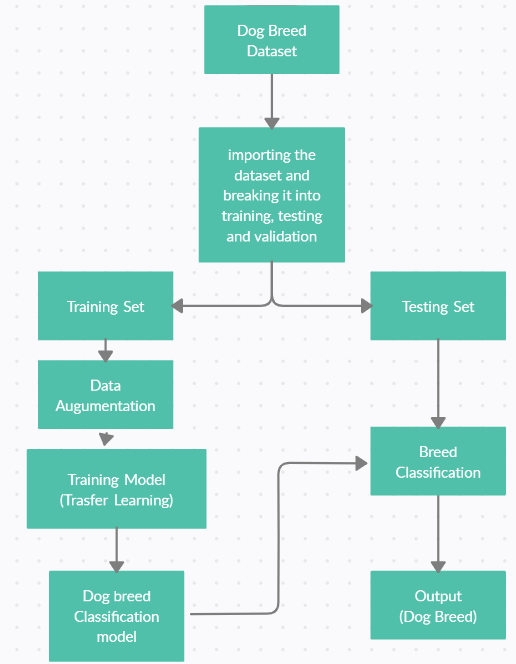 Dog Breed
Dataset
importing the
dataset and
breaking it into
training, testing
and validation
Training Set
Testing Set
Data
Augumentation
Training Model
(Trasfer Learning)
Breed
Classification
Dog breed
Classification
model
Output
(Dog Breed)